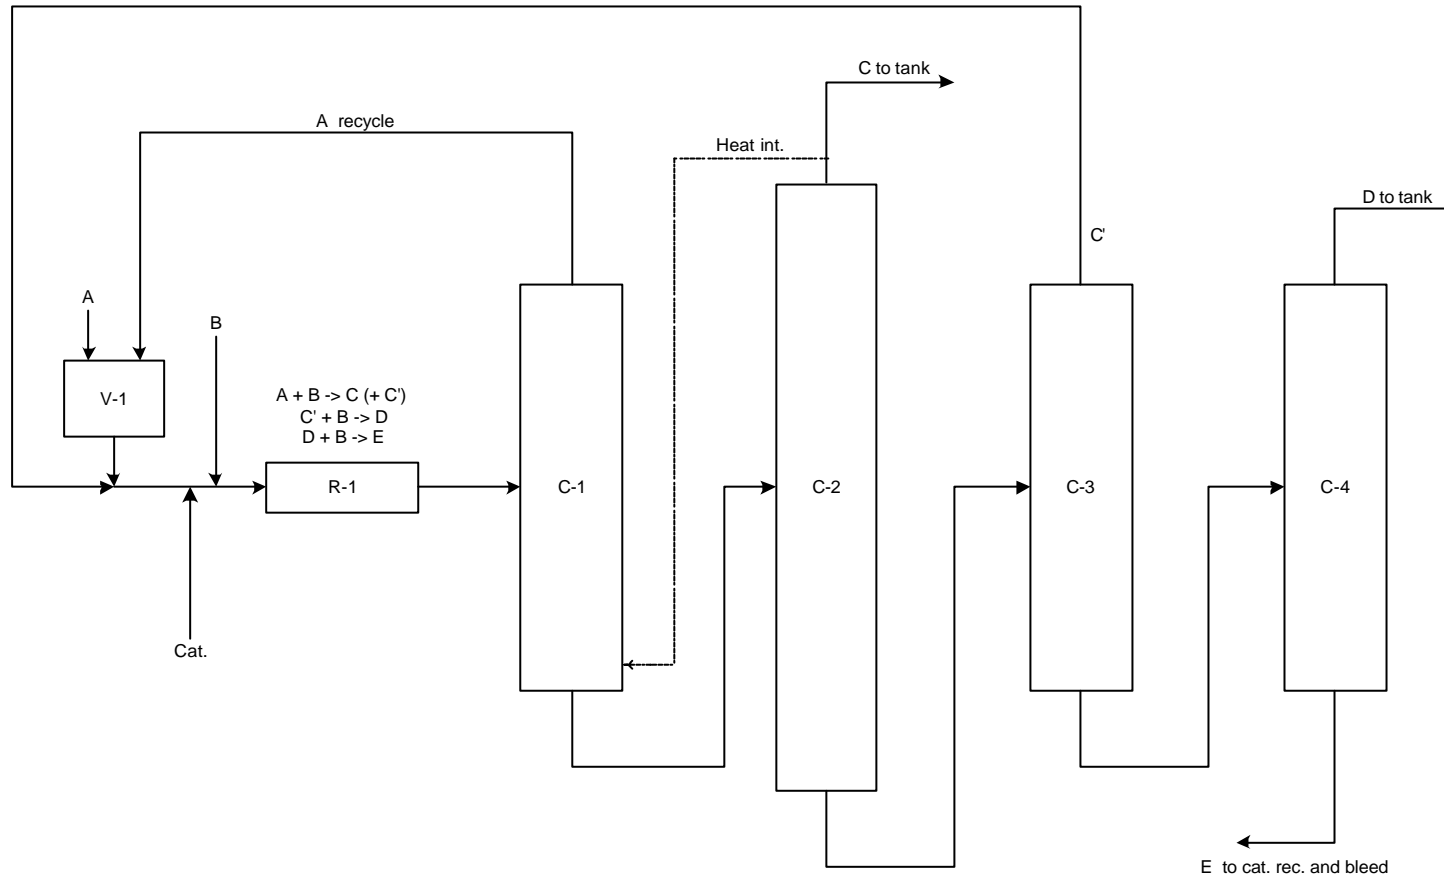 C to tank
A recycle
Heat int.
D to tank
C'
A
B
V-1
A + B -> C (+ C')
C' + B -> D
D + B -> E
R-1
C-1
C-2
C-3
C-4
Cat.
E to cat. rec. and bleed